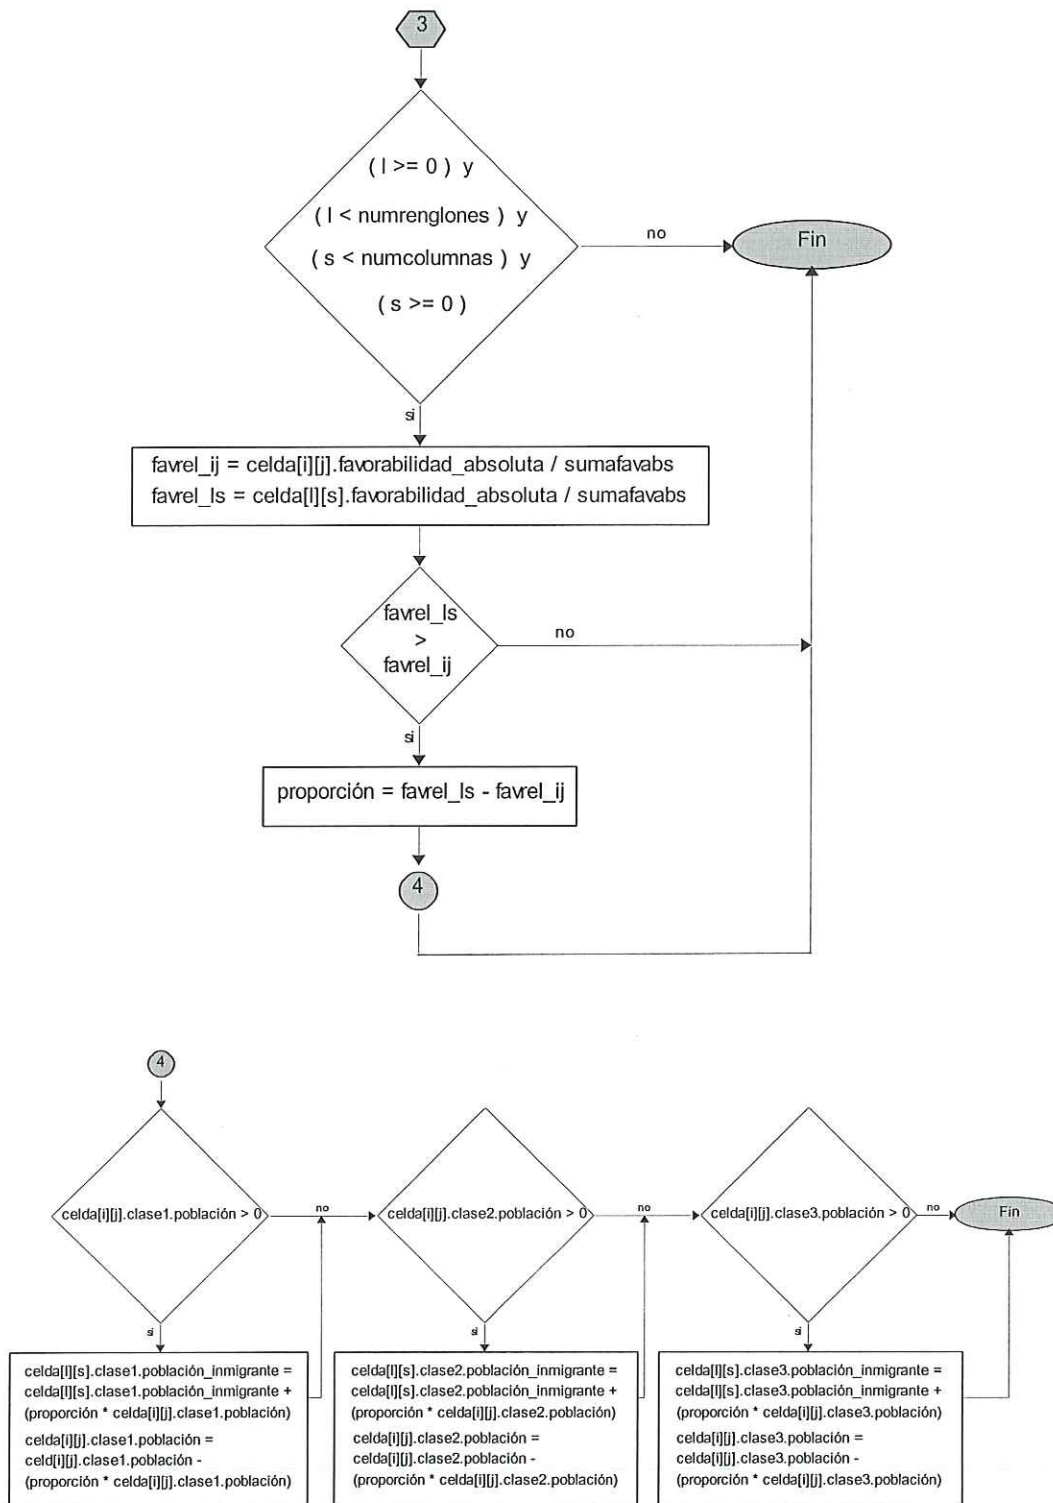 3
( l >= 0 ) y
( l < numrenglones ) y
( s < numcolumnas ) y
( s >= 0 )
no
Fin
si
favrel_ij = celda[i][j].favorabilidad_absoluta / sumafavabs
favrel_ls = celda[l][s].favorabilidad_absoluta / sumafavabs
favrel_ls
>
favrel_ij
no
si
proporción = favrel_ls - favrel_ij
4
4
celda[i][j].clase1.población > 0
no
celda[i][j].clase2.población > 0
no
celda[i][j].clase3.población > 0
no
Fin
si
si
si
celda[l][s].clase1.población_inmigrante =
celda[l][s].clase1.población_inmigrante +
(proporción * celda[i][j].clase1.población)
celda[i][j].clase1.población =
celd[i][j].clase1.población -
(proporción * celda[i][j].clase1.población)
celda[l][s].clase2.población_inmigrante =
celda[l][s].clase2.población_inmigrante +
(proporción * celda[i][j].clase2.población)
celda[i][j].clase2.población =
celd[i][j].clase2.población -
(proporción * celda[i][j].clase2.población)
celda[l][s].clase3.población_inmigrante =
celda[l][s].clase3.población_inmigrante +
(proporción * celda[i][j].clase3.población)
celda[i][j].clase3.población =
celd[i][j].clase3.población -
(proporción * celda[i][j].clase3.población)